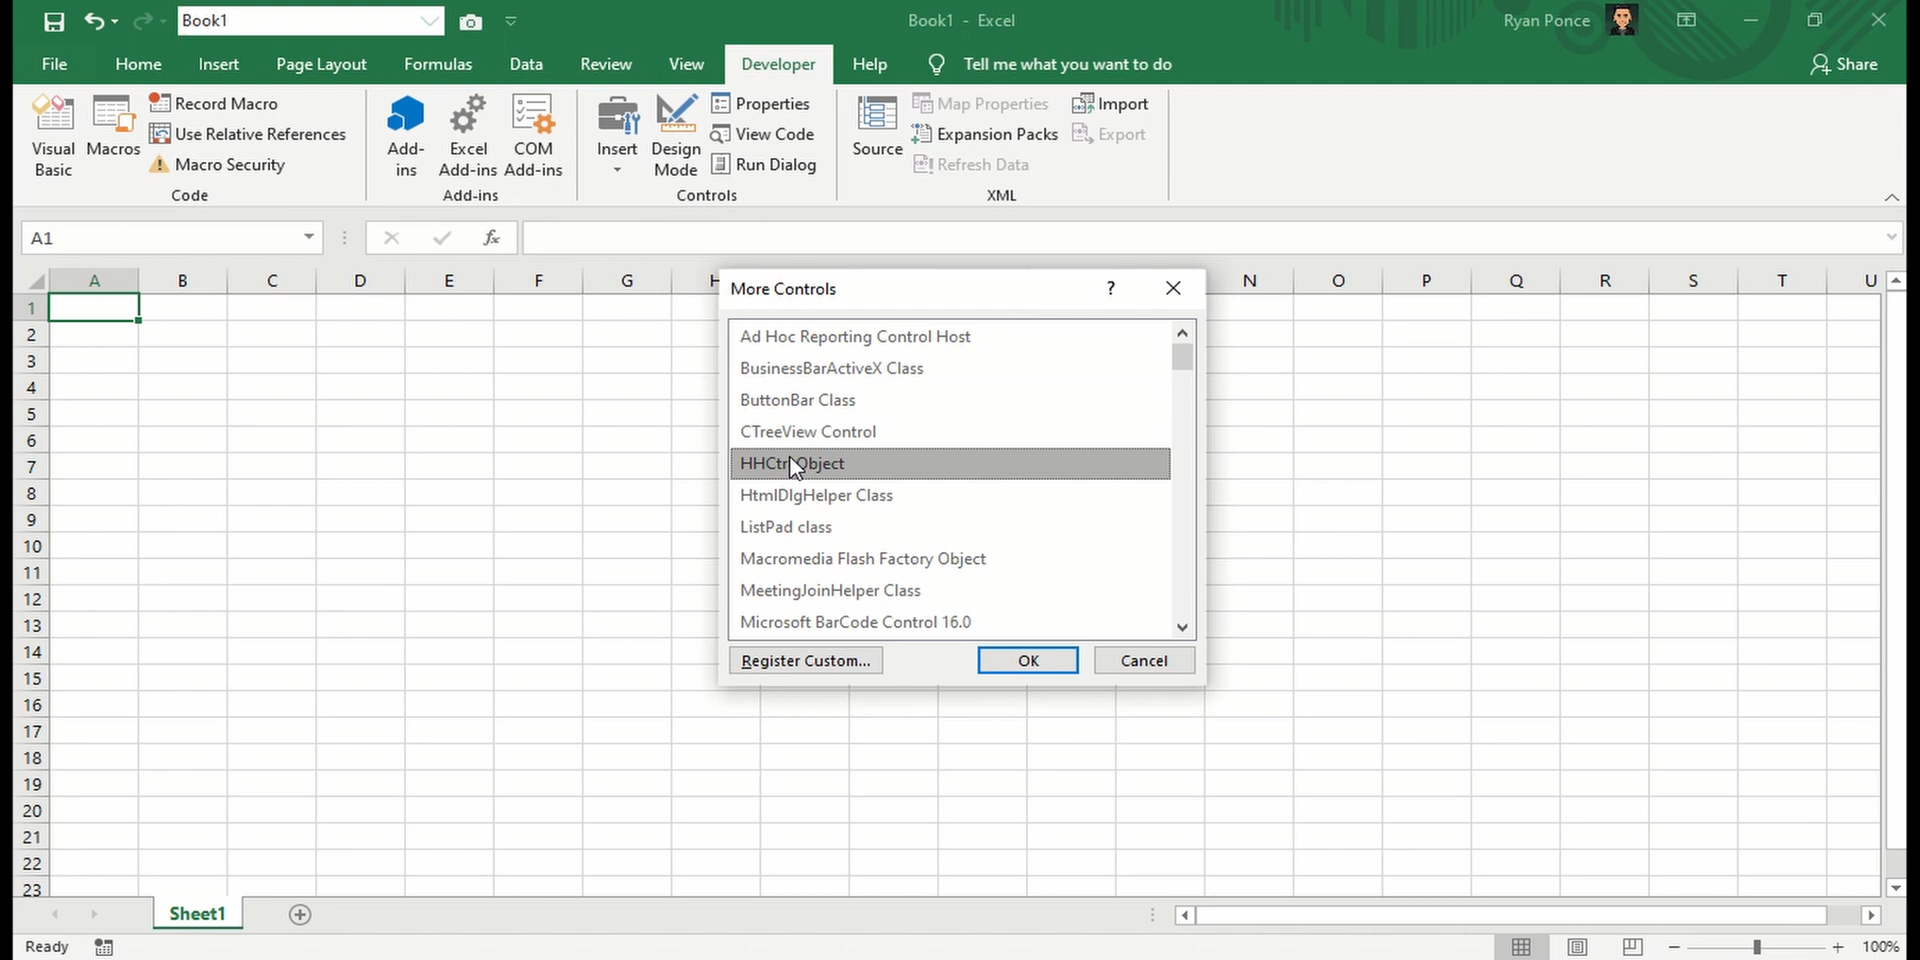 Book1
Book1 - Excel
Ryan Ponce
File Home Insert Page Layout Formulas Data Review View Developer Help Tell me what you want to do Share
Visual Basic
Macros
Record Macro
Use Relative References
Macro Security
Code
Add-ins
Excel Add-ins
COM Add-ins
Add-ins
Insert
Design Mode
Properties
View Code
Run Dialog
Controls
Source
Map Properties
Expansion Packs
Refresh Data
Import
Export
XML
A1
fx
A B C D E F G H N O P Q R S T U
1
2
3
4
5
6
7
8
9
10
11
12
13
14
15
16
17
18
19
20
21
22
23
More Controls ?
Ad Hoc Reporting Control Host
BusinessBarActiveX Class
ButtonBar Class
CTreeView Control
HHCtrl Object
HtmlDlgHelper Class
ListPad class
Macromedia Flash Factory Object
MeetingJoinHelper Class
Microsoft BarCode Control 16.0
Register Custom... OK Cancel
Sheet1
Ready
100%